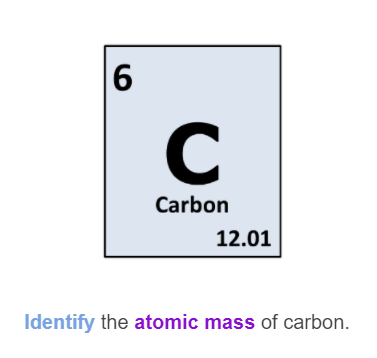 6
C
Carbon
12.01
Identify the atomic mass of carbon.